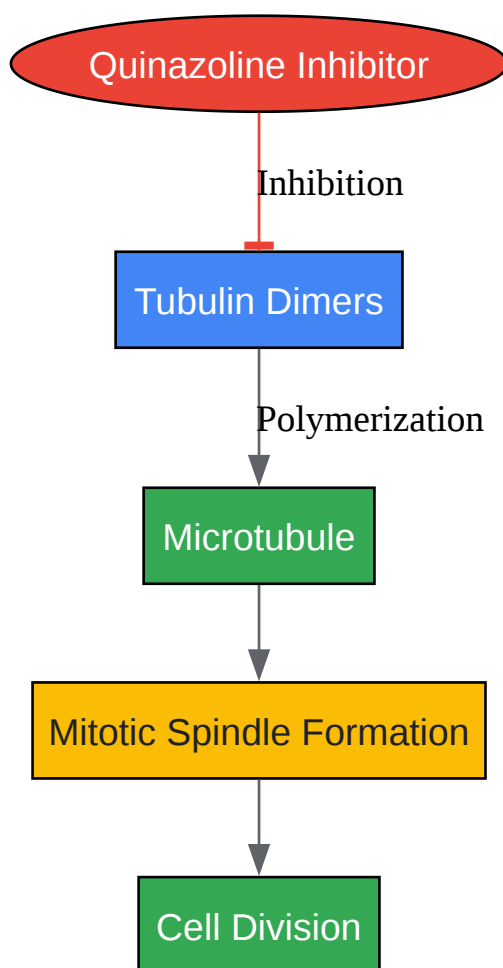 Quinazoline Inhibitor
Inhibition
Tubulin Dimers
Polymerization
Microtubule
Mitotic Spindle Formation
Cell Division